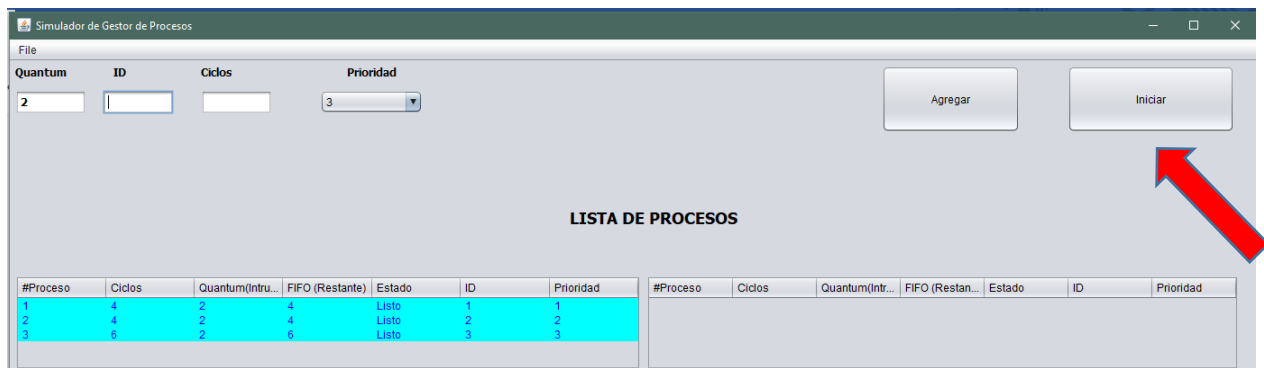 Simulador de Gestor de Procesos
File
Quantum ID Ciclos Prioridad
2 3 Agregar Iniciar
LISTA DE PROCESOS
#Proceso Ciclos Quantum(Intru... FIFO (Restante) Estado ID Prioridad #Proceso Ciclos Quantum(Intr... FIFO (Restan... Estado ID Prioridad
1 4 2 4 Listo 1 1
2 4 2 4 Listo 2 2
3 6 2 6 Listo 3 3